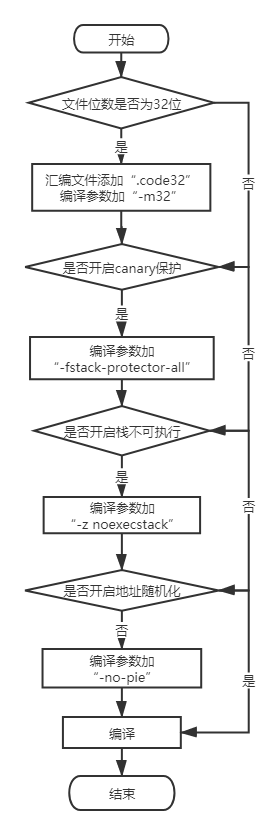 开始
文件位数是否为32位
是
否
汇编文件添加“.code32”
编译参数加“-m32”
是否开启canary保护
是
否
编译参数加
“-fstack-protector-all”
是否开启栈不可执行
是
否
编译参数加
“-z noexecstack”
是否开启地址随机化
否
是
编译参数加
“-no-pie”
编译
结束